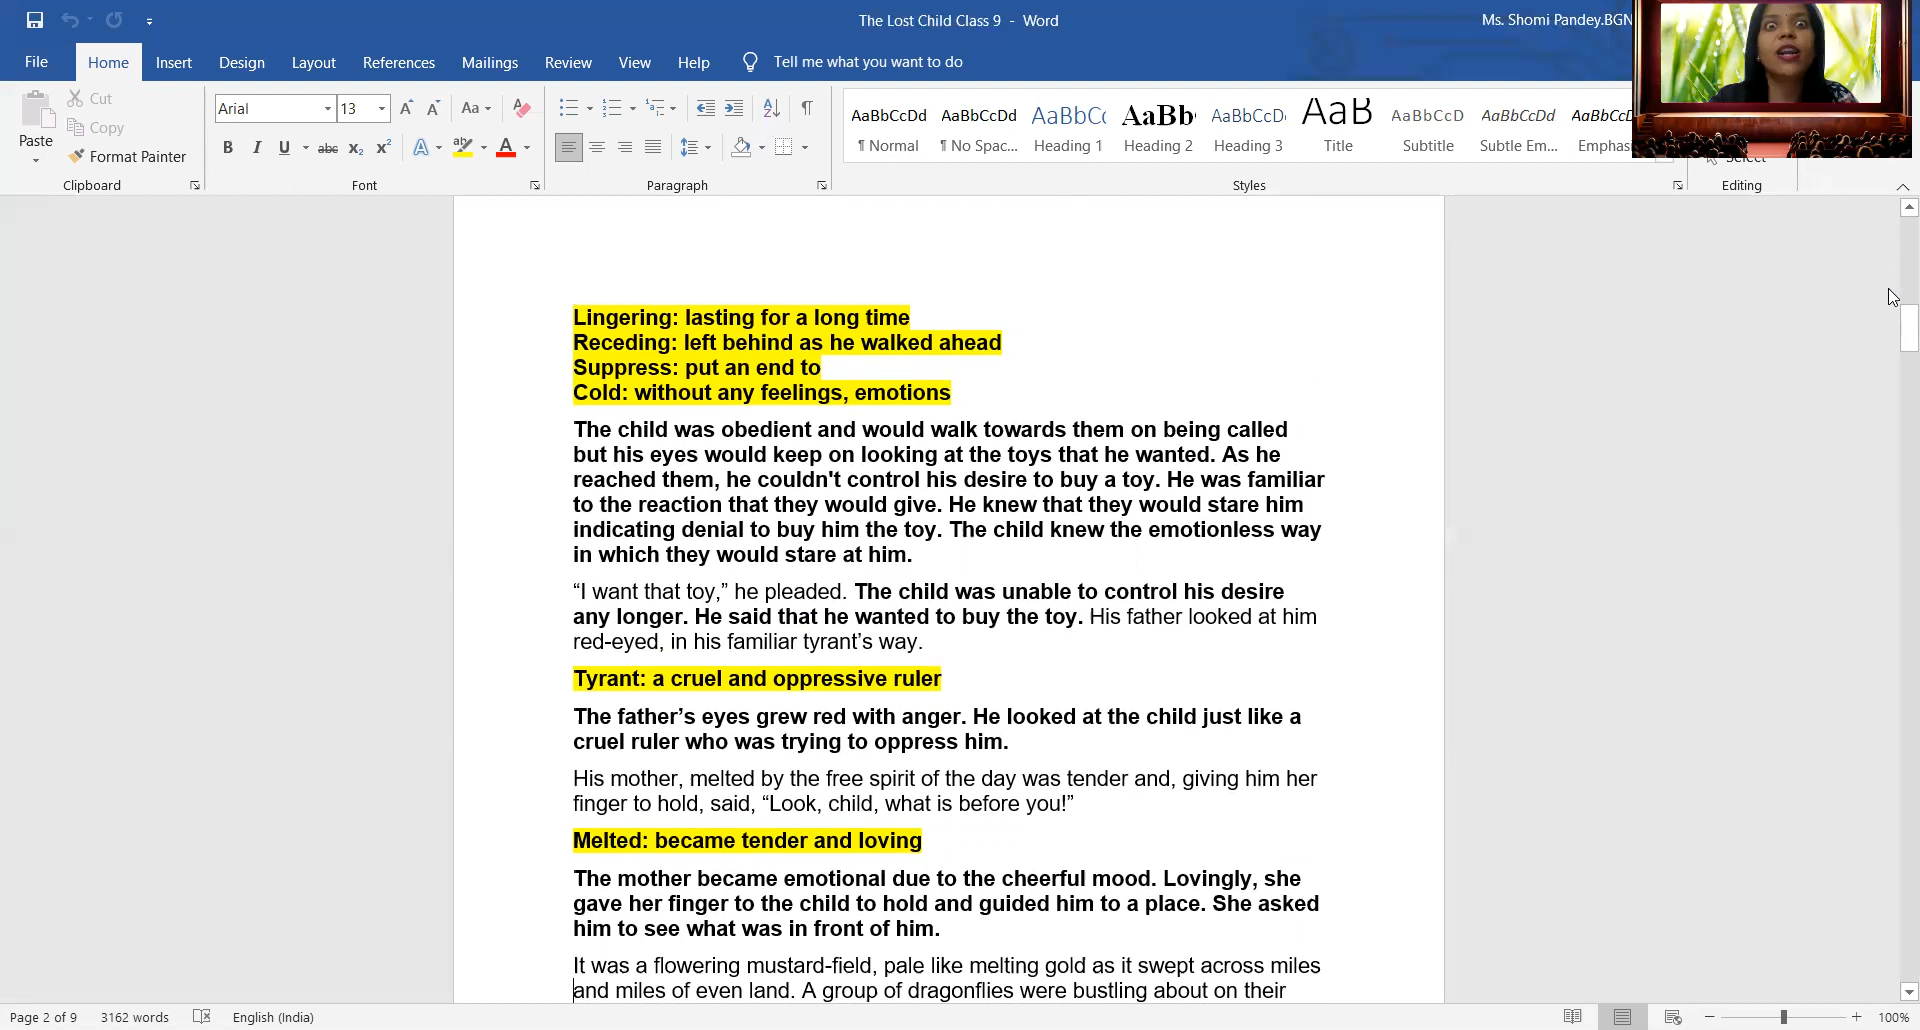 The Lost Child Class 9 - Word
Ms. Shomi Pandey.BGN
File Home Insert Design Layout References Mailings Review View Help Tell me what you want to do
Paste
Cut
Copy
Format Painter
Clipboard
Arial 13
Aa
B I U abc X₂ X² A aby A
Font
Paragraph
AaBbCcDd AaBbCcDd AaBbCc AaBb AaBbCcD AaB AaBbCcD AaBbCcDd AaBbCcD
¶ Normal ¶ No Spac... Heading 1 Heading 2 Heading 3 Title Subtitle Subtle Em... Emphasi
Styles
Select
Editing
Lingering: lasting for a long time
Receding: left behind as he walked ahead
Suppress: put an end to
Cold: without any feelings, emotions
The child was obedient and would walk towards them on being called
but his eyes would keep on looking at the toys that he wanted. As he
reached them, he couldn't control his desire to buy a toy. He was familiar
to the reaction that they would give. He knew that they would stare him
indicating denial to buy him the toy. The child knew the emotionless way
in which they would stare at him.
“I want that toy,” he pleaded. The child was unable to control his desire
any longer. He said that he wanted to buy the toy. His father looked at him
red-eyed, in his familiar tyrant’s way.
Tyrant: a cruel and oppressive ruler
The father’s eyes grew red with anger. He looked at the child just like a
cruel ruler who was trying to oppress him.
His mother, melted by the free spirit of the day was tender and, giving him her
finger to hold, said, “Look, child, what is before you!”
Melted: became tender and loving
The mother became emotional due to the cheerful mood. Lovingly, she
gave her finger to the child to hold and guided him to a place. She asked
him to see what was in front of him.
It was a flowering mustard-field, pale like melting gold as it swept across miles
and miles of even land. A group of dragonflies were bustling about on their
Page 2 of 9 3162 words English (India) 100%